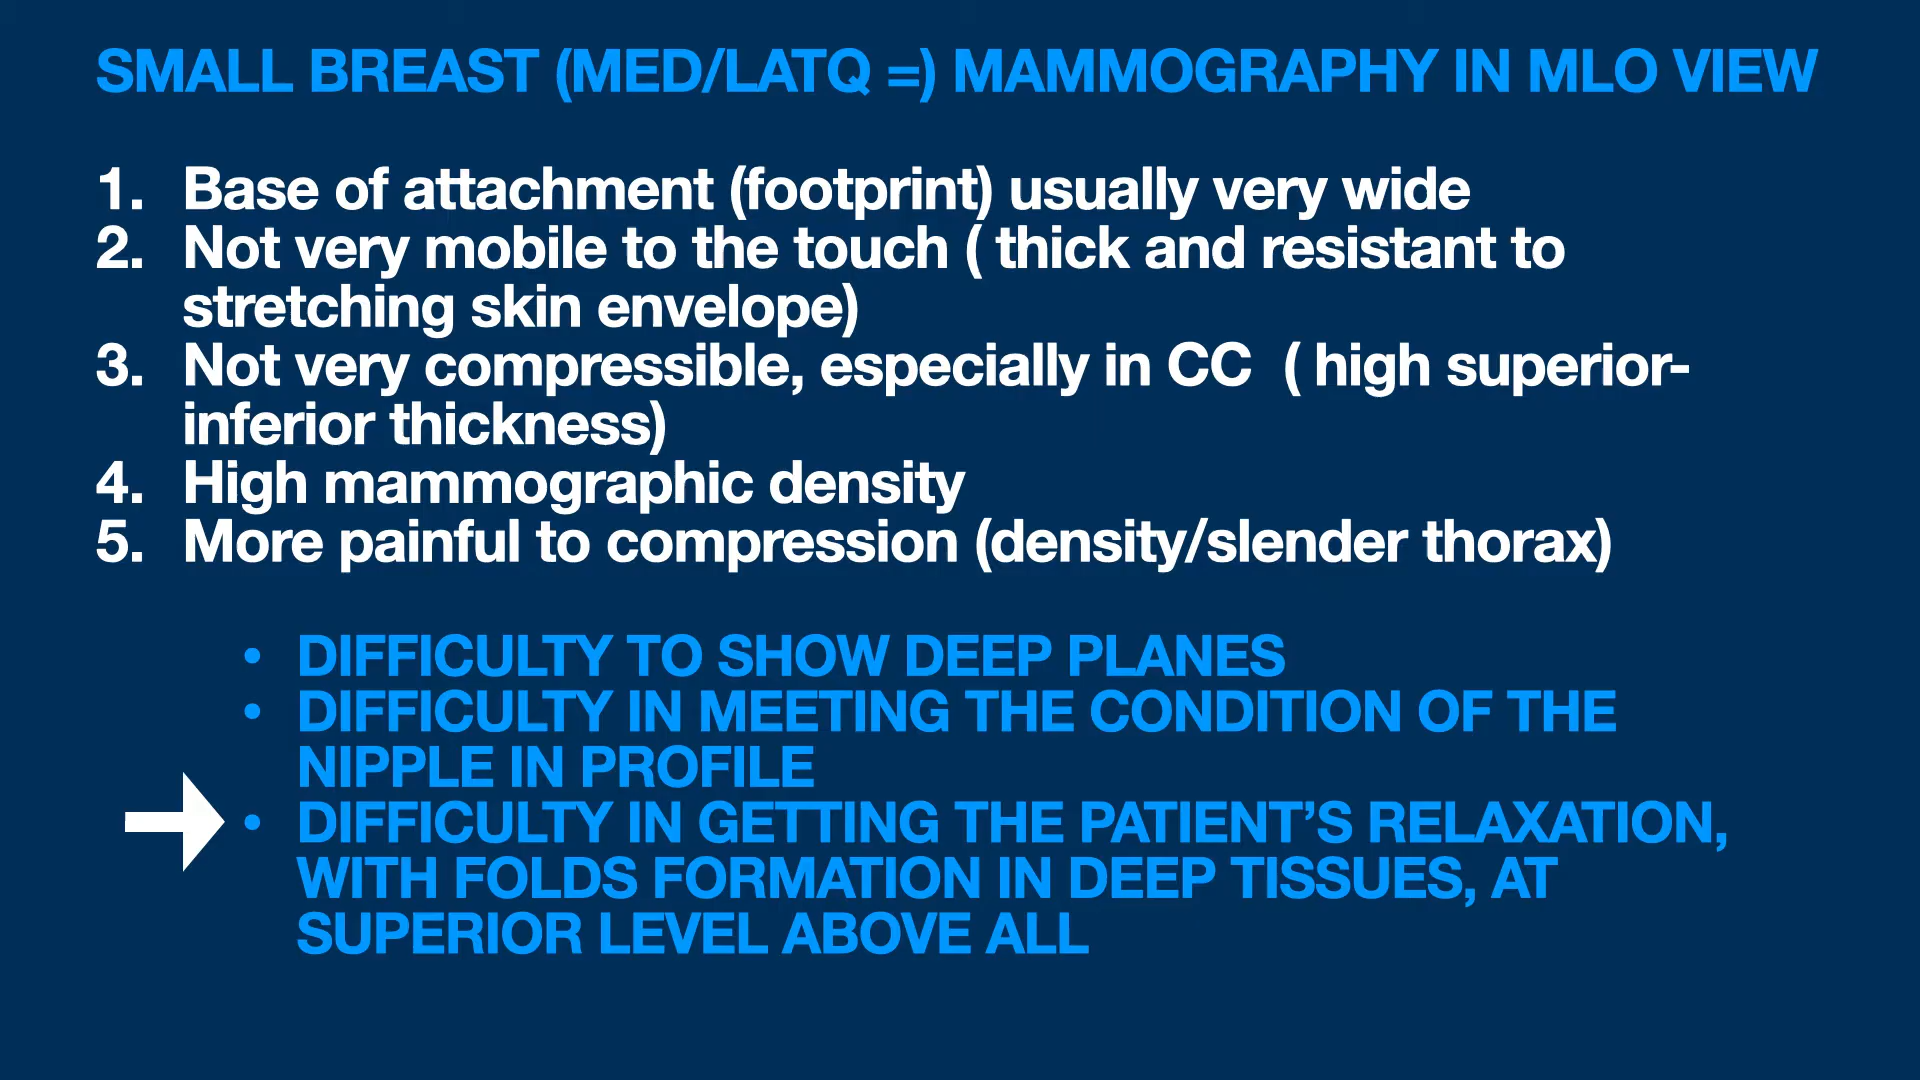 SMALL BREAST (MED/LATQ =) MAMMOGRAPHY IN MLO VIEW
1. Base of attachment (footprint) usually very wide
2. Not very mobile to the touch ( thick and resistant to
stretching skin envelope)
3. Not very compressible, especially in CC  ( high superior-
inferior thickness)
4. High mammographic density
5. More painful to compression (density/slender thorax)
• DIFFICULTY TO SHOW DEEP PLANES
• DIFFICULTY IN MEETING THE CONDITION OF THE
NIPPLE IN PROFILE
• DIFFICULTY IN GETTING THE PATIENT’S RELAXATION,
WITH FOLDS FORMATION IN DEEP TISSUES, AT
SUPERIOR LEVEL ABOVE ALL